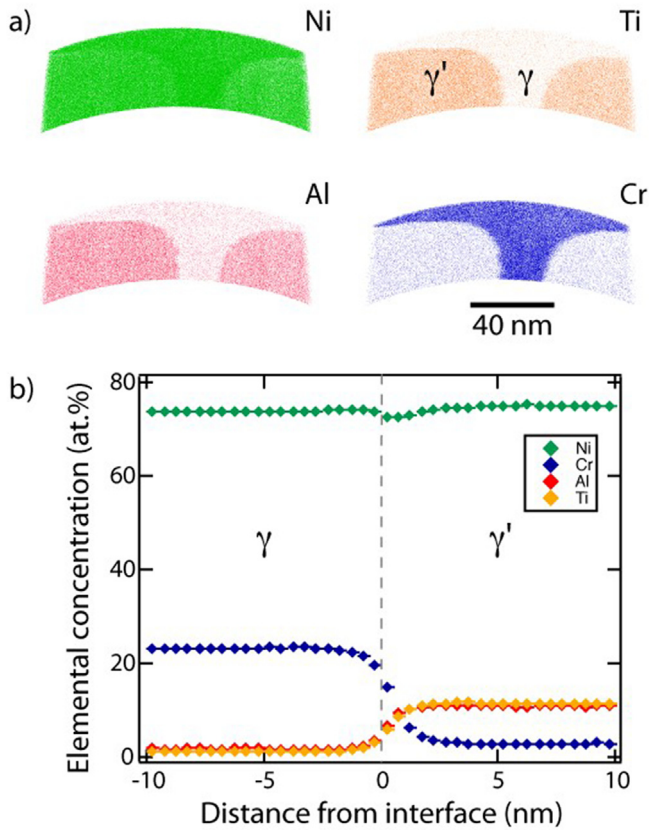 a)
Ni
Ti
γ'
γ
Al
Cr
40 nm
b)
Elemental concentration (at.%)
80
60
40
20
0
Ni
Cr
Al
Ti
γ
γ'
-10
-5
0
5
10
Distance from interface (nm)